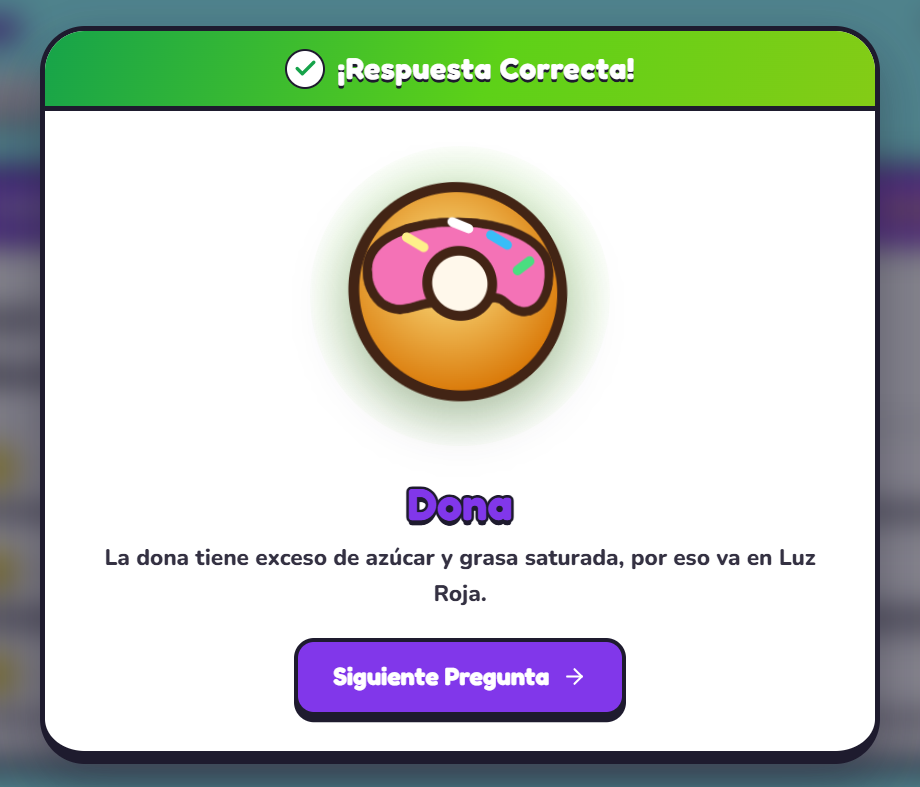 ¡Respuesta Correcta!
Dona
La dona tiene exceso de azúcar y grasa saturada, por eso va en Luz
Roja.
Siguiente Pregunta →